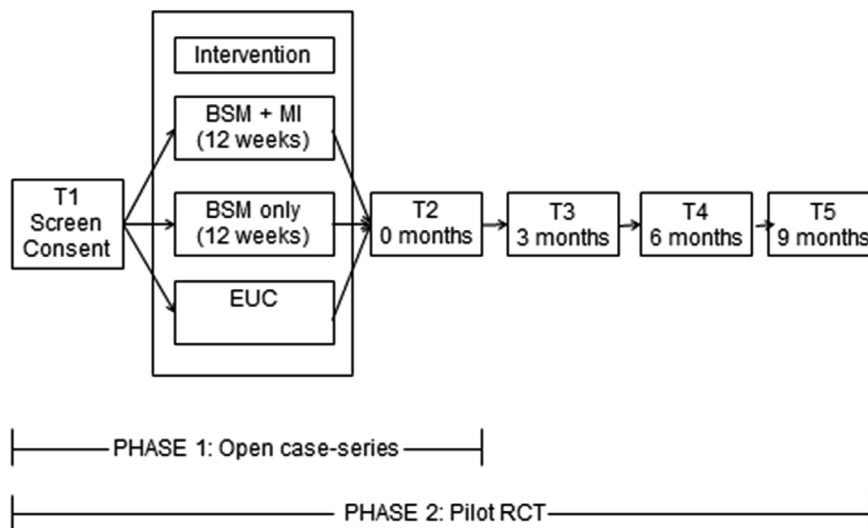 Intervention
BSM + MI
(12 weeks)
T1
Screen
Consent
BSM only
(12 weeks)
EUC
T2
0 months
T3
3 months
T4
6 months
T5
9 months
PHASE 1: Open case-series
PHASE 2: Pilot RCT